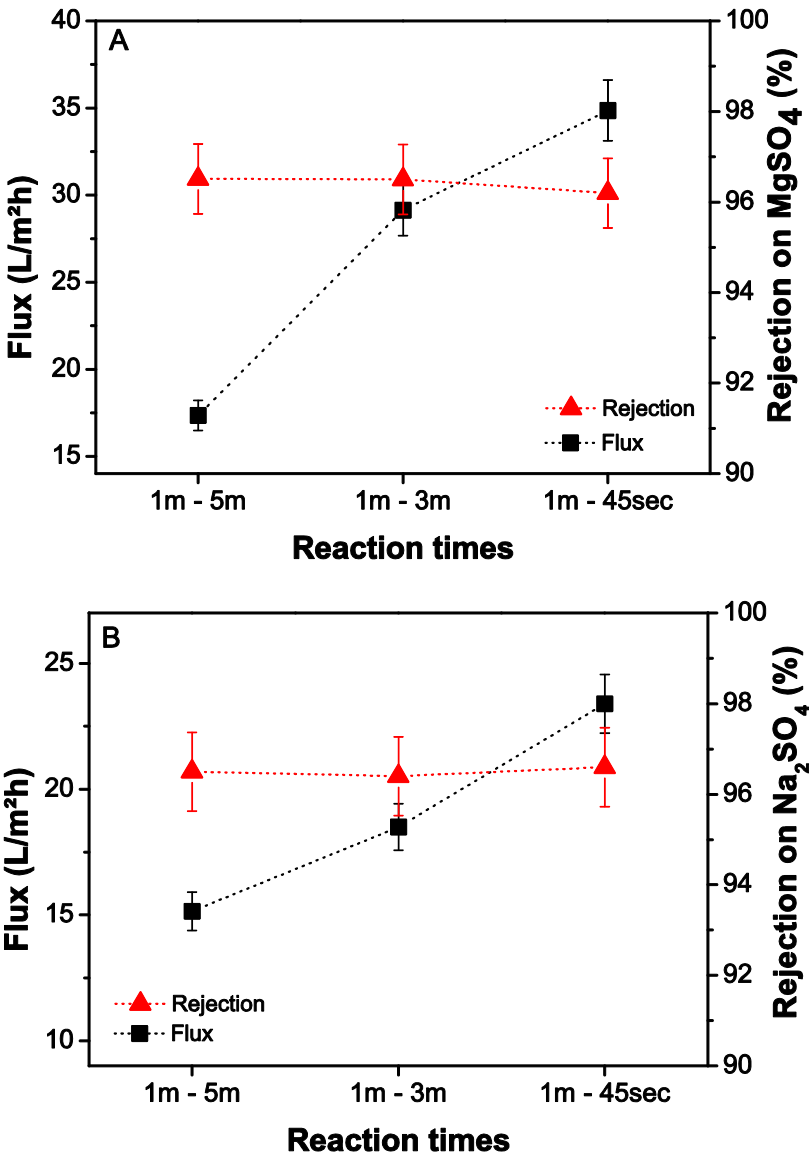 A
40
35
30
25
20
15
Flux (L/m²h)
100
98
96
94
92
90
Rejection on MgSO4 (%)
Rejection
Flux
1m - 5m
1m - 3m
1m - 45sec
Reaction times
B
25
20
15
10
Flux (L/m²h)
100
98
96
94
92
90
Rejection on Na₂SO₄ (%)
Rejection
Flux
1m - 5m
1m - 3m
1m - 45sec
Reaction times